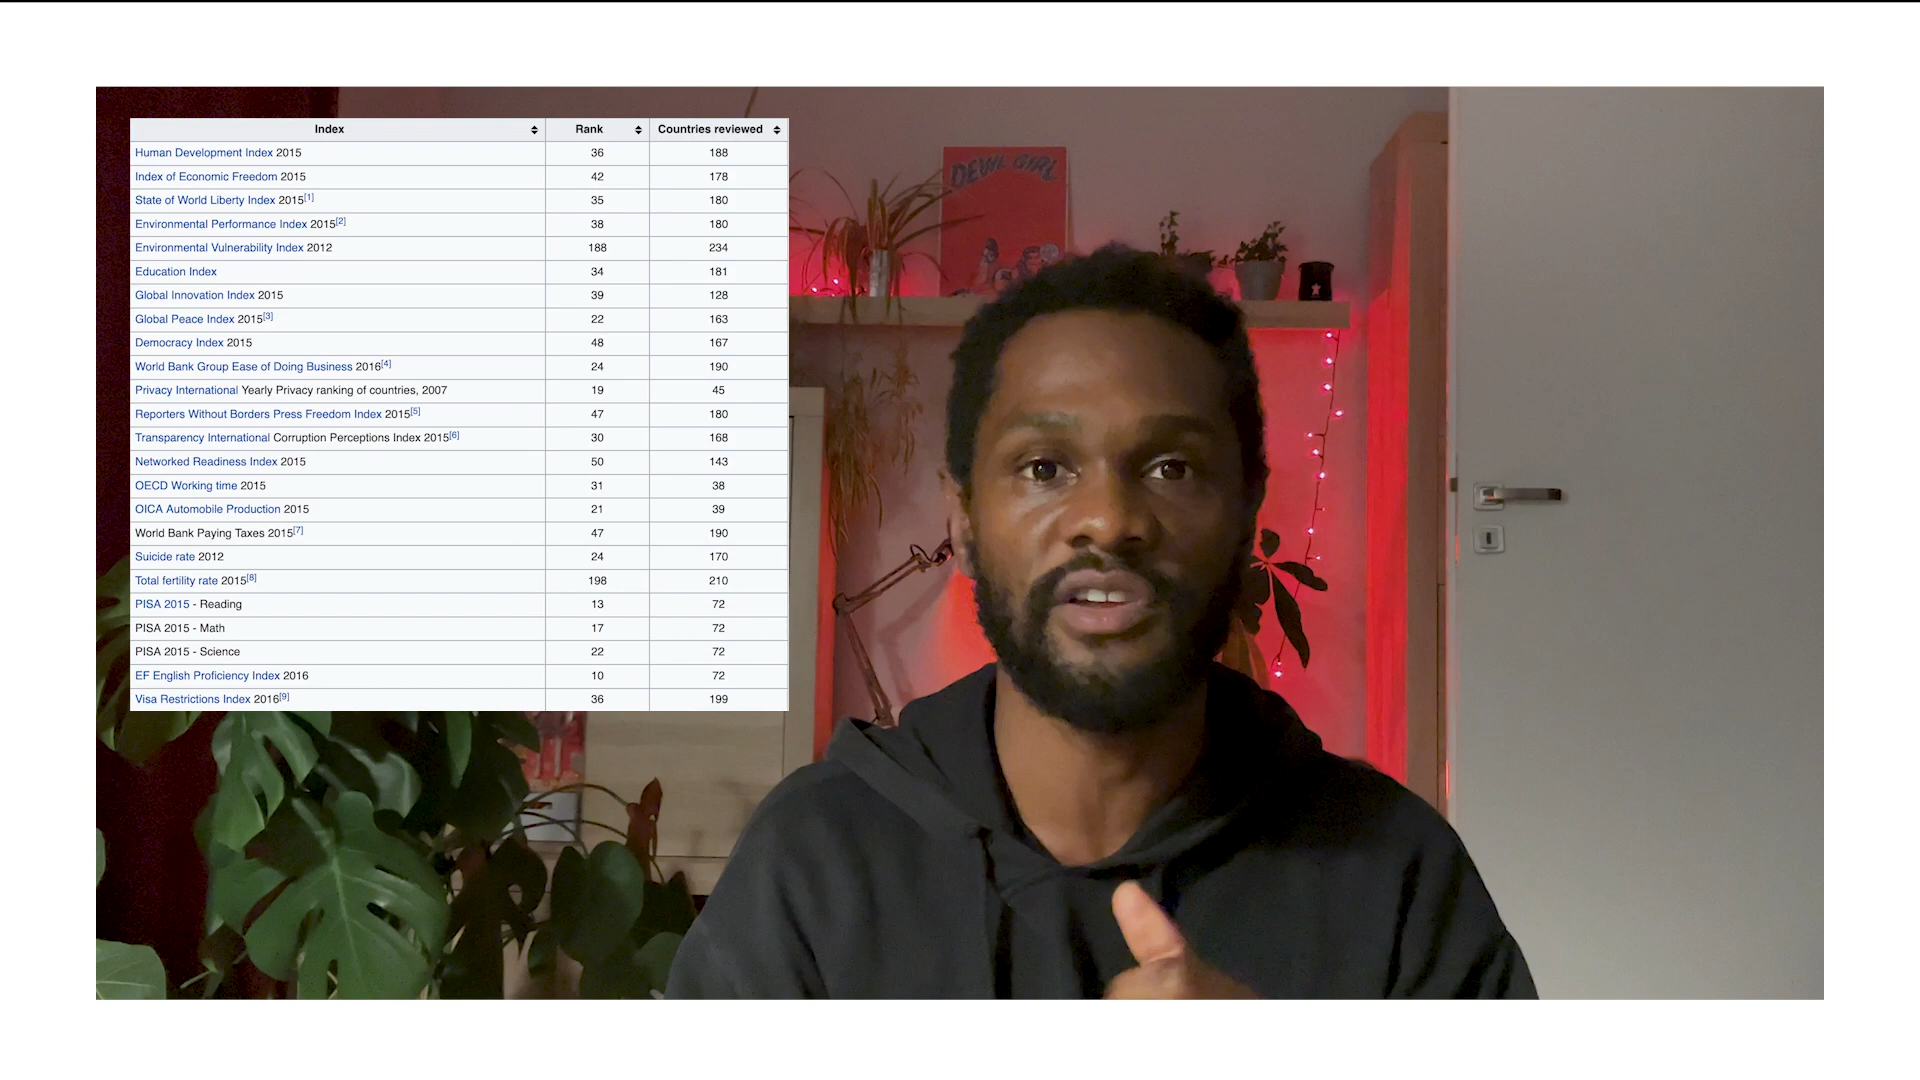 Index Rank Countries reviewed
Human Development Index 2015 36 188
Index of Economic Freedom 2015 42 178
State of World Liberty Index 2015[1] 35 180
Environmental Performance Index 2015[2] 38 180
Environmental Vulnerability Index 2012 188 234
Education Index 34 181
Global Innovation Index 2015 39 128
Global Peace Index 2015[3] 22 163
Democracy Index 2015 48 167
World Bank Group Ease of Doing Business 2016[4] 24 190
Privacy International Yearly Privacy ranking of countries, 2007 19 45
Reporters Without Borders Press Freedom Index 2015[5] 47 180
Transparency International Corruption Perceptions Index 2015[6] 30 168
Networked Readiness Index 2015 50 143
OECD Working time 2015 31 38
OICA Automobile Production 2015 21 39
World Bank Paying Taxes 2015[7] 47 190
Suicide rate 2012 24 170
Total fertility rate 2015[8] 198 210
PISA 2015 - Reading 13 72
PISA 2015 - Math 17 72
PISA 2015 - Science 22 72
EF English Proficiency Index 2016 10 72
Visa Restrictions Index 2016[9] 36 199
DEVIL GIRL